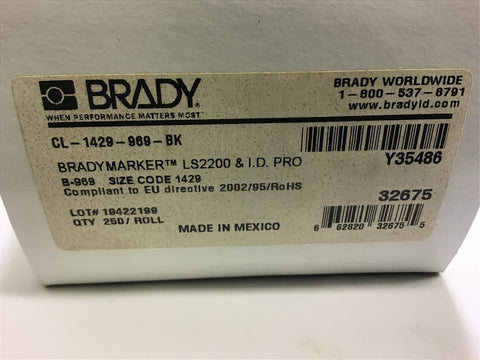 BRADY®
WHEN PERFORMANCE MATTERS MOST™
BRADY WORLDWIDE
1-800-537-8791
www.bradyid.com
CL-1429-969-BK
BRADYMARKER™ LS2200 & I.D. PRO
Y35486
B-969 SIZE CODE 1429
Compliant to EU directive 2002/95/RoHS
32675
LOT# 19422199
QTY 250/ ROLL
MADE IN MEXICO
6 62820 32675 5